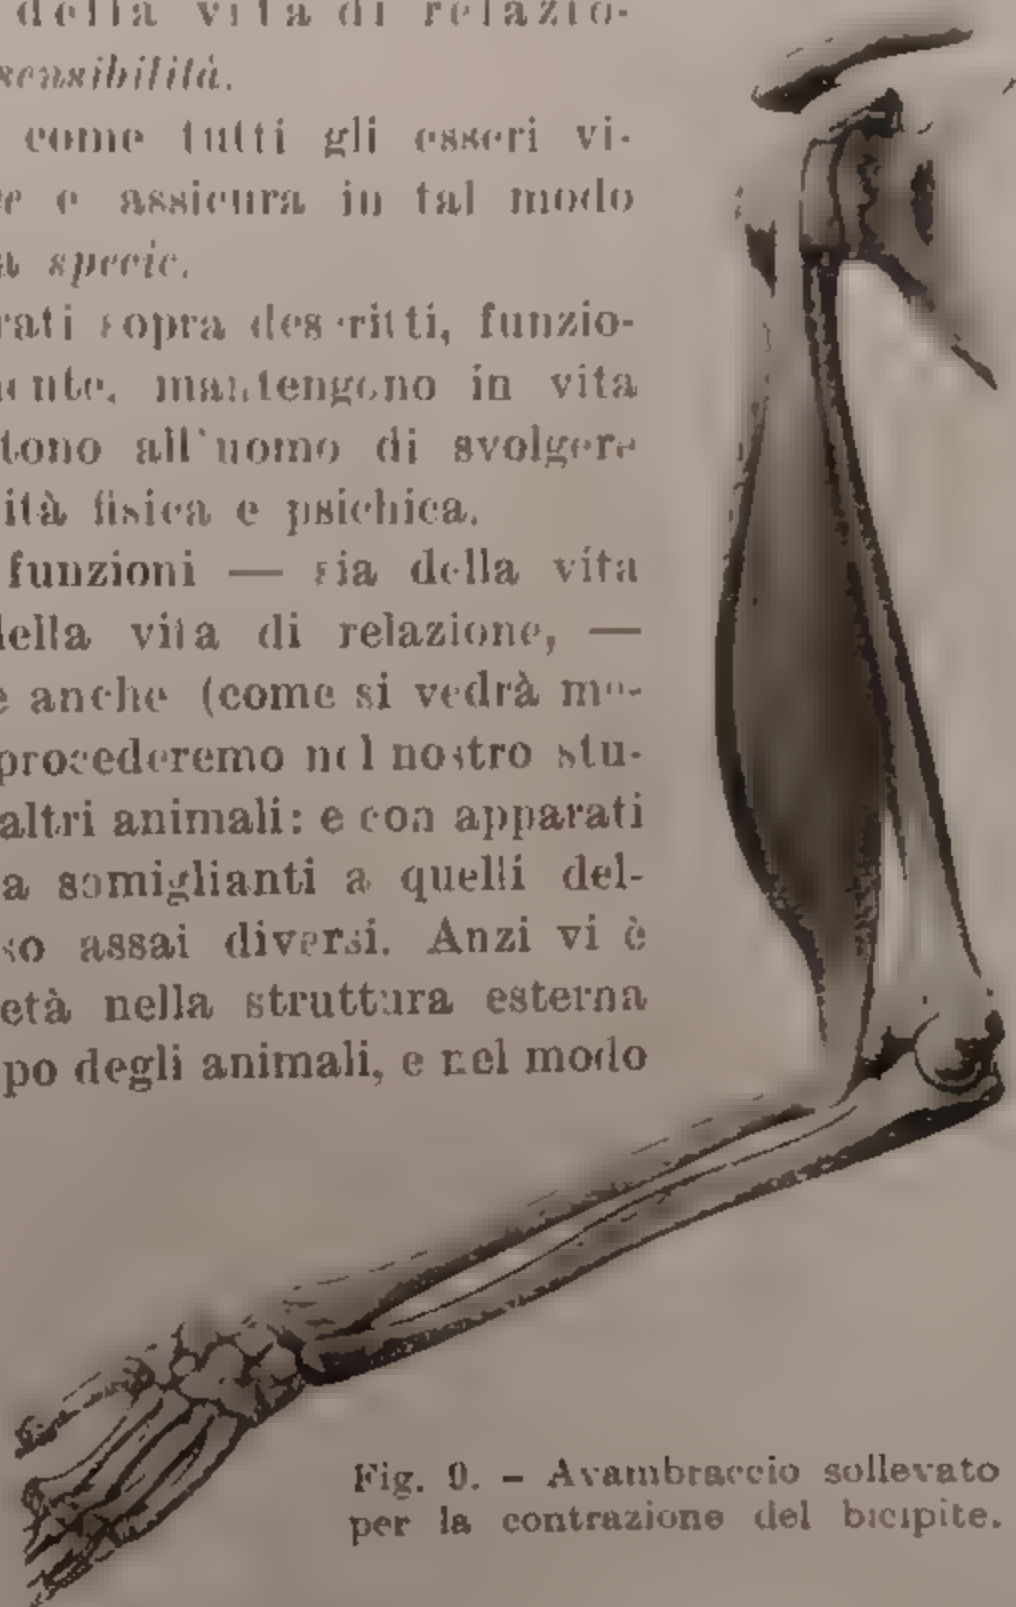 della vita di relazio-
sensibilità.
come tutti gli esseri vi-
e assicura in tal modo
specie.
rati sopra descritti, funzio-
nte, mantengono in vita
tono all'uomo di svolgere
ità fisica e psichica.
funzioni — sia della vita
della vita di relazione, —
e anche (come si vedrà me-
procederemo nel nostro stu-
altri animali: e con apparati
a somiglianti a quelli del-
so assai diversi. Anzi vi è
età nella struttura esterna
po degli animali, e nel modo
Fig. 9. – Avambraccio sollevato
per la contrazione del bicipite.